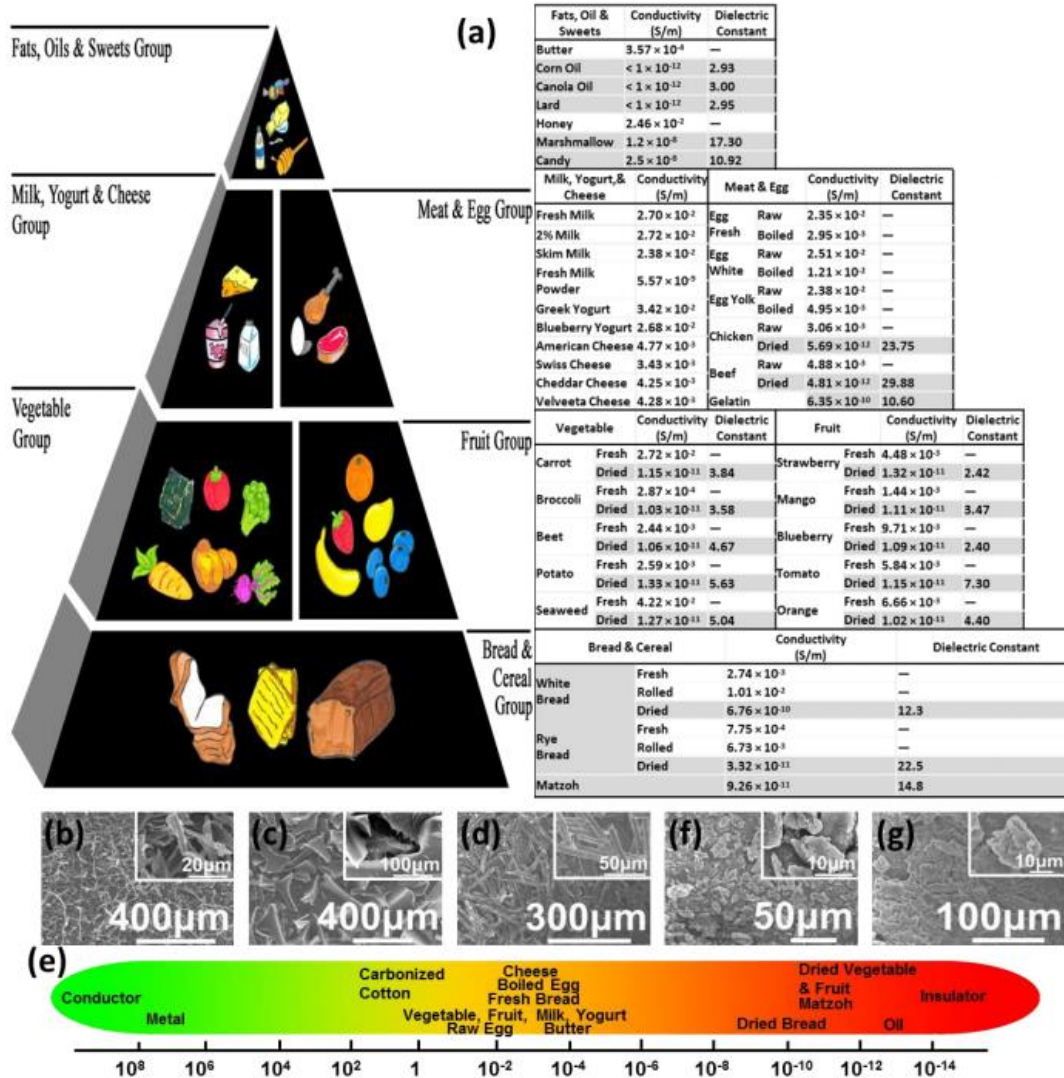 (a)
Fats, Oils & Sweets Group
Milk, Yogurt & Cheese
Group
Meat & Egg Group
Vegetable
Group
Fruit Group
Bread &
Cereal
Group
Fats, Oil & Sweets Conductivity (S/m) Dielectric Constant
Butter 3.57 × 10⁻⁴ —
Corn Oil < 1 × 10⁻¹² 2.93
Canola Oil < 1 × 10⁻¹² 3.00
Lard < 1 × 10⁻¹² 2.95
Honey 2.46 × 10⁻² —
Marshmallow 1.2 × 10⁻⁸ 17.30
Candy 2.5 × 10⁻⁸ 10.92
Milk, Yogurt,& Cheese Conductivity (S/m)
Fresh Milk 2.70 × 10⁻²
2% Milk 2.72 × 10⁻²
Skim Milk 2.38 × 10⁻²
Fresh Milk Powder 5.57 × 10⁻⁹
Greek Yogurt 3.42 × 10⁻²
Blueberry Yogurt 2.68 × 10⁻²
American Cheese 4.77 × 10⁻³
Swiss Cheese 3.43 × 10⁻³
Cheddar Cheese 4.25 × 10⁻³
Velveeta Cheese 4.28 × 10⁻³
Meat & Egg Conductivity (S/m) Dielectric Constant
Egg Fresh Raw 2.35 × 10⁻² —
Boiled 2.95 × 10⁻³ —
Egg White Raw 2.51 × 10⁻² —
Boiled 1.21 × 10⁻² —
Egg Yolk Raw 2.38 × 10⁻² —
Boiled 4.95 × 10⁻³ —
Chicken Raw 3.06 × 10⁻³ —
Dried 5.69 × 10⁻¹² 23.75
Beef Raw 4.88 × 10⁻³ —
Dried 4.81 × 10⁻¹² 29.88
Gelatin 6.35 × 10⁻¹⁰ 10.60
Vegetable Conductivity (S/m) Dielectric Constant
Carrot Fresh 2.72 × 10⁻² —
Dried 1.15 × 10⁻¹¹ 3.84
Broccoli Fresh 2.87 × 10⁻⁴ —
Dried 1.03 × 10⁻¹¹ 3.58
Beet Fresh 2.44 × 10⁻³ —
Dried 1.06 × 10⁻¹¹ 4.67
Potato Fresh 2.59 × 10⁻³ —
Dried 1.33 × 10⁻¹¹ 5.63
Seaweed Fresh 4.22 × 10⁻² —
Dried 1.27 × 10⁻¹¹ 5.04
Fruit Conductivity (S/m) Dielectric Constant
Strawberry Fresh 4.48 × 10⁻³ —
Dried 1.32 × 10⁻¹¹ 2.42
Mango Fresh 1.44 × 10⁻³ —
Dried 1.11 × 10⁻¹¹ 3.47
Blueberry Fresh 9.71 × 10⁻³ —
Dried 1.09 × 10⁻¹¹ 2.40
Tomato Fresh 5.84 × 10⁻³ —
Dried 1.15 × 10⁻¹¹ 7.30
Orange Fresh 6.66 × 10⁻³ —
Dried 1.02 × 10⁻¹¹ 4.40
Bread & Cereal Conductivity (S/m) Dielectric Constant
White Bread Fresh 2.74 × 10⁻³ —
Rolled 1.01 × 10⁻² —
Dried 6.76 × 10⁻¹⁰ 12.3
Rye Bread Fresh 7.75 × 10⁻⁴ —
Rolled 6.73 × 10⁻³ —
Dried 3.32 × 10⁻¹¹ 22.5
Matzoh 9.26 × 10⁻¹¹ 14.8
(b) 20µm 400µm
(c) 100µm 400µm
(d) 50µm 300µm
(f) 10µm 50µm
(g) 10µm 100µm
(e)
Conductor
Metal
Carbonized
Cotton
Cheese
Boiled Egg
Fresh Bread
Vegetable, Fruit, Milk, Yogurt
Raw Egg Butter
Dried Vegetable
& Fruit
Matzoh
Dried Bread
Oil
Insulator
10⁸ 10⁶ 10⁴ 10² 1 10⁻² 10⁻⁴ 10⁻⁶ 10⁻⁸ 10⁻¹⁰ 10⁻¹² 10⁻¹⁴